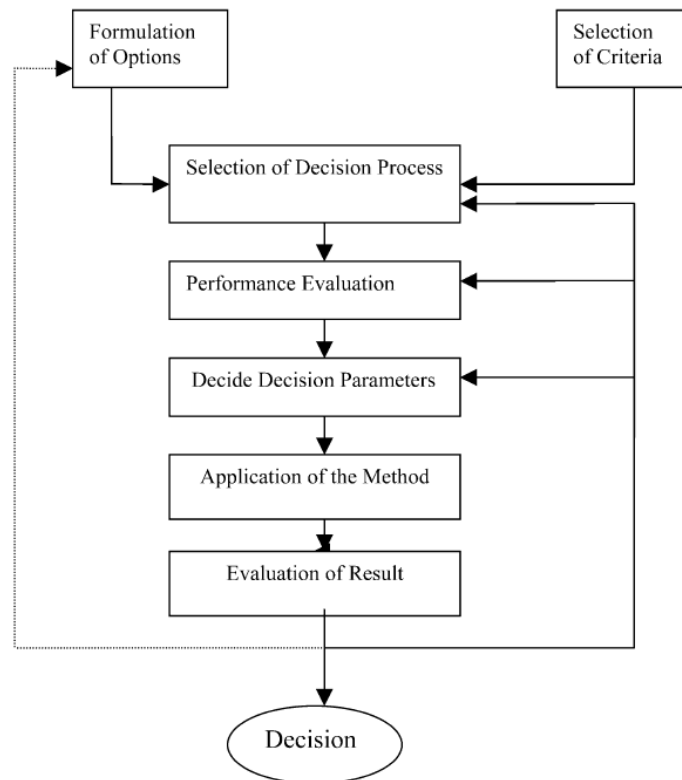 Formulation
of Options
Selection
of Criteria
Selection of Decision Process
Performance Evaluation
Decide Decision Parameters
Application of the Method
Evaluation of Result
Decision